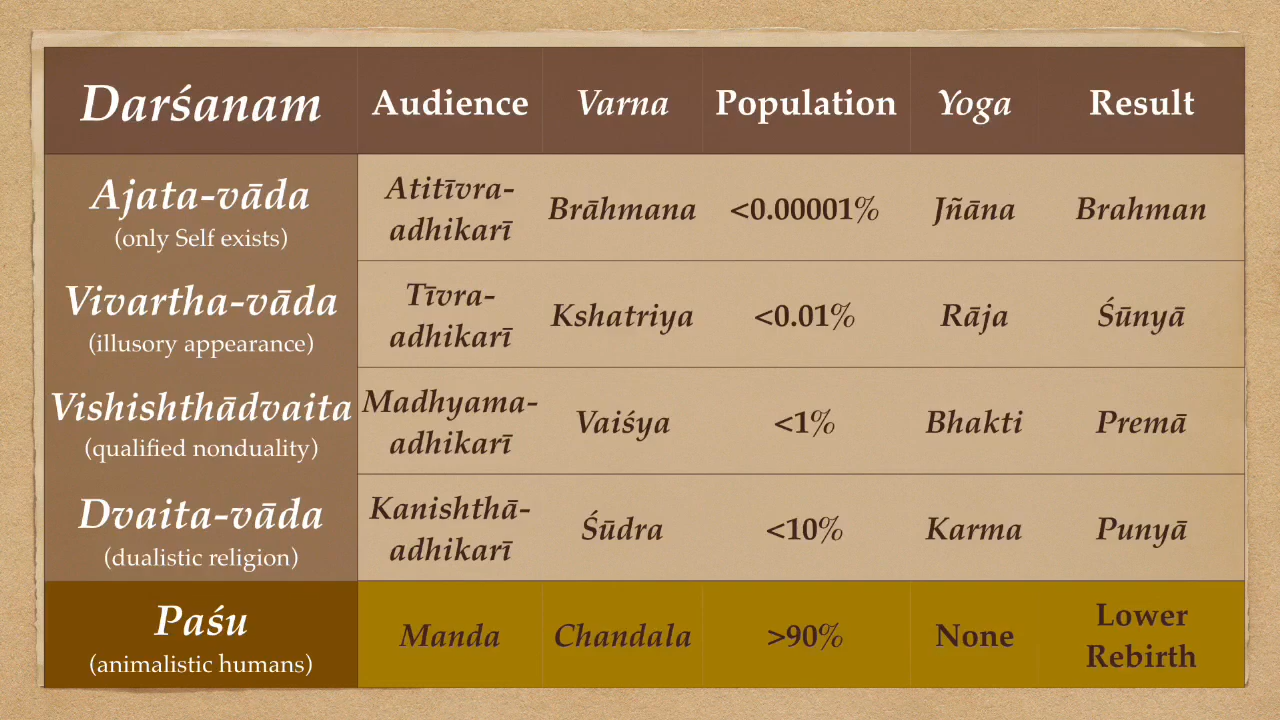 Darśanam Audience Varna Population Yoga Result
Ajata-vāda
(only Self exists)
Atitīvra-
adhikarī
Brāhmana <0.00001% Jñāna Brahman
Vivartha-vāda
(illusory appearance)
Tīvra-
adhikarī
Kshatriya <0.01% Rāja Śūnyā
Vishishthādvaita
(qualified nonduality)
Madhyama-
adhikarī
Vaiśya <1% Bhakti Premā
Dvaita-vāda
(dualistic religion)
Kanishthā-
adhikarī
Śūdra <10% Karma Punyā
Paśu
(animalistic humans)
Manda Chandala >90% None
Lower
Rebirth